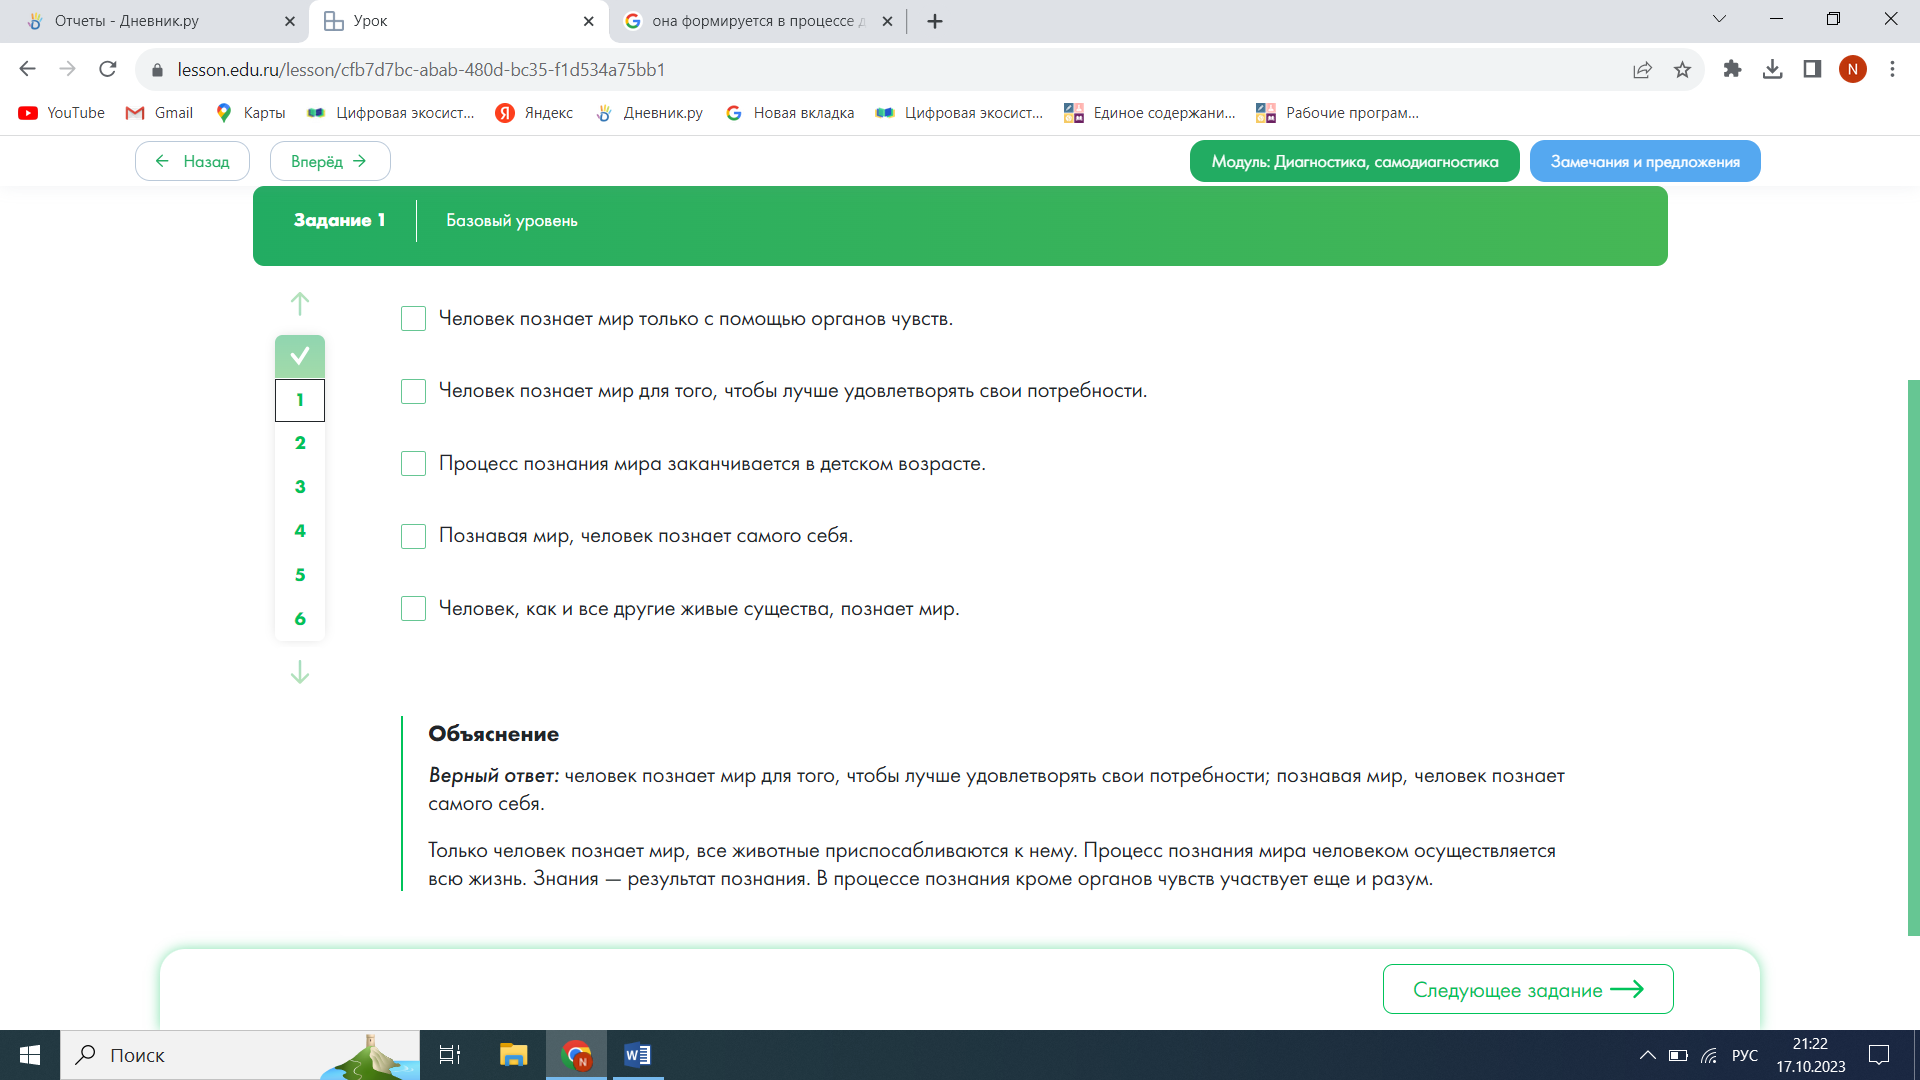 Отчеты - Дневник.ру
Урок
она формируется в процессе д
lesson.edu.ru/lesson/cfb7d7bc-abab-480d-bc35-f1d534a75bb1
N
YouTube
Gmail
Карты
Цифровая экосист...
Яндекс
Дневник.ру
Новая вкладка
Цифровая экосист...
Единое содержани...
Рабочие програм...
Назад
Вперёд
Модуль: Диагностика, самодиагностика
Замечания и предложения
Задание 1
Базовый уровень
Человек познает мир только с помощью органов чувств.
Человек познает мир для того, чтобы лучше удовлетворять свои потребности.
Процесс познания мира заканчивается в детском возрасте.
Познавая мир, человек познает самого себя.
Человек, как и все другие живые существа, познает мир.
1
2
3
4
5
6
Объяснение
Верный ответ: человек познает мир для того, чтобы лучше удовлетворять свои потребности; познавая мир, человек познает
самого себя.
Только человек познает мир, все животные приспосабливаются к нему. Процесс познания мира человеком осуществляется
всю жизнь. Знания — результат познания. В процессе познания кроме органов чувств участвует еще и разум.
Следующее задание
Поиск
РУС
21:22
17.10.2023